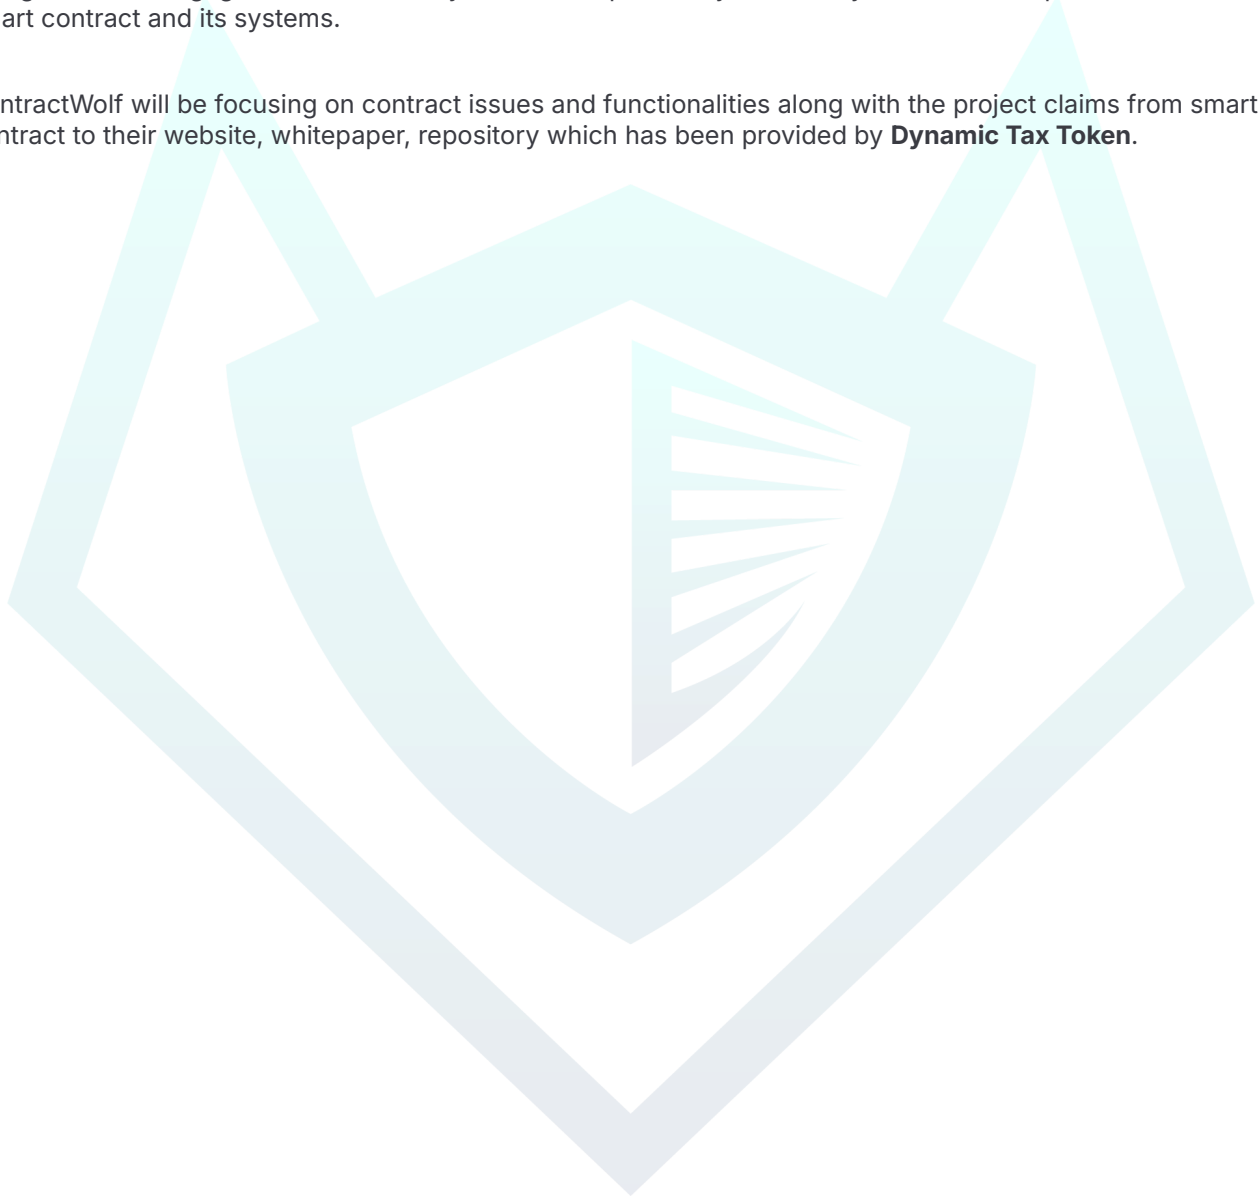 art contract and its systems.
ntractWolf will be focusing on contract issues and functionalities along with the project claims from smart
ntract to their website, whitepaper, repository which has been provided by Dynamic Tax Token.